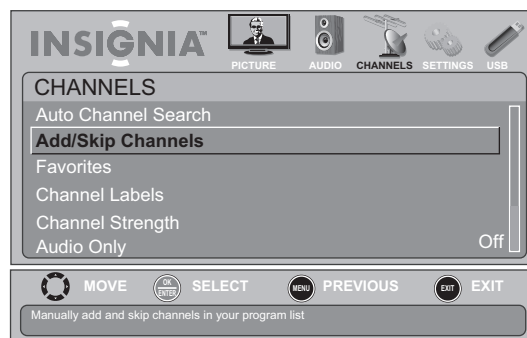 INSIGNIA™
PICTURE AUDIO CHANNELS SETTINGS USB
CHANNELS
Auto Channel Search
Add/Skip Channels
Favorites
Channel Labels
Channel Strength
Audio Only Off
MOVE OK ENTER SELECT MENU PREVIOUS EXIT EXIT
Manually add and skip channels in your program list